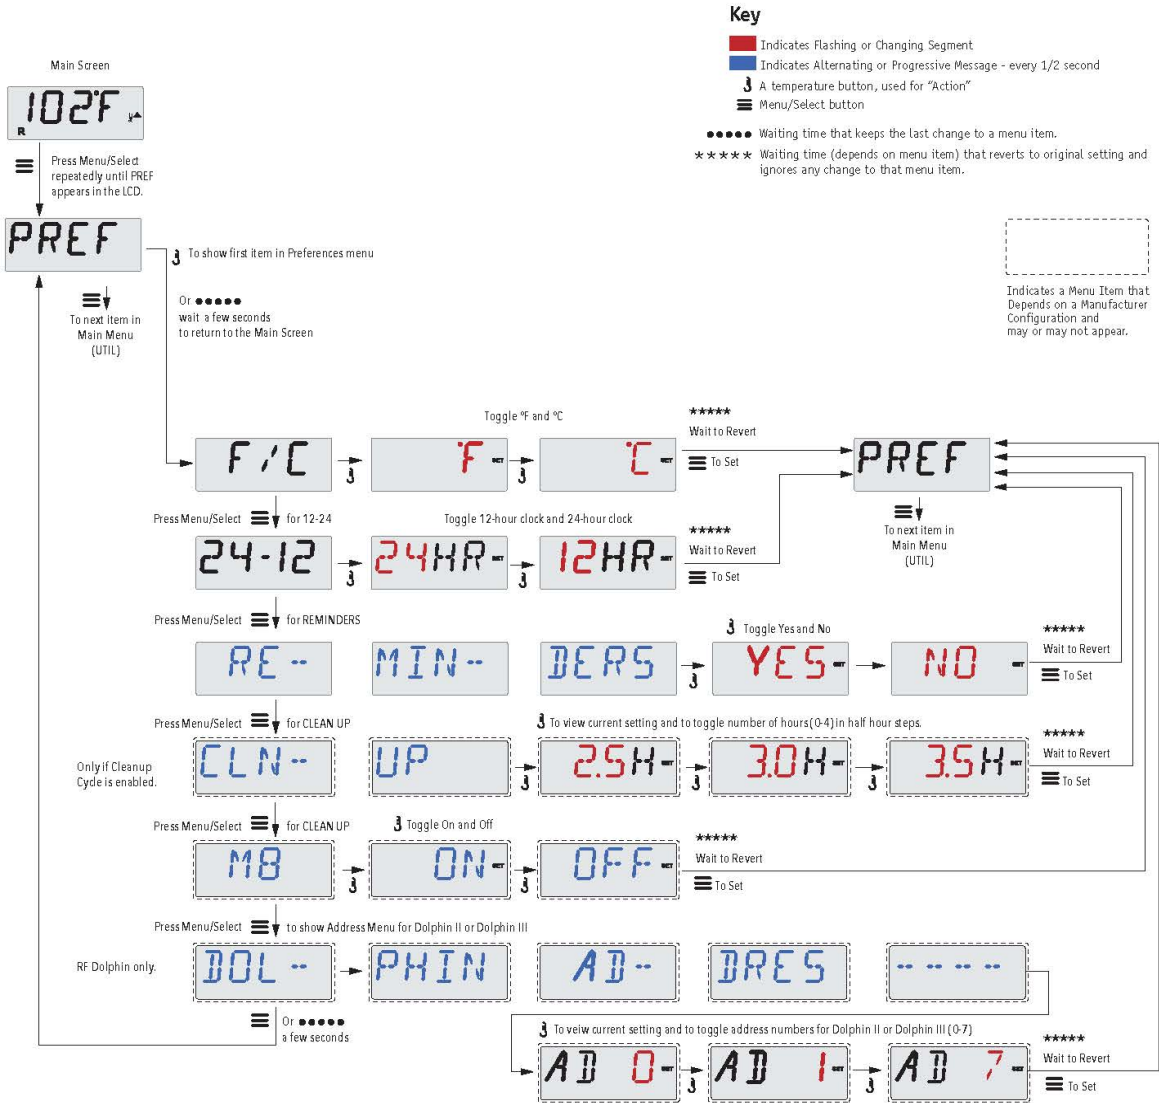 Key
Indicates Flashing or Changing Segment
Indicates Alternating or Progressive Message - every 1/2 second
A temperature button, used for “Action”
Menu/Select button
Waiting time that keeps the last change to a menu item.
***** Waiting time (depends on menu item) that reverts to original setting and
ignores any change to that menu item.
Main Screen
102°F
R
Press Menu/Select
repeatedly until PREF
appears in the LCD.
PREF
To show first item in Preferences menu
Or •••••
wait a few seconds
to return to the Main Screen
To next item in
Main Menu
(UTIL)
Indicates a Menu Item that
Depends on a Manufacturer
Configuration and
may or may not appear.
Toggle °F and °C
*****
Wait to Revert
To Set
F/C
°F SET
°C SET
PREF
To next item in
Main Menu
(UTIL)
Press Menu/Select for 12-24
Toggle 12-hour clock and 24-hour clock
*****
Wait to Revert
To Set
24-12
24HR SET
12HR SET
Press Menu/Select for REMINDERS
Toggle Yes and No
*****
Wait to Revert
To Set
RE-
MIN-
DERS
YES SET
NO SET
Press Menu/Select for CLEAN UP
To view current setting and to toggle number of hours (0-4) in half hour steps.
*****
Wait to Revert
To Set
Only if Cleanup
Cycle is enabled.
CLN-
UP
2.5H SET
3.0H SET
3.5H SET
Press Menu/Select for CLEAN UP
Toggle On and Off
*****
Wait to Revert
To Set
M8
ON SET
OFF SET
Press Menu/Select to show Address Menu for Dolphin II or Dolphin III
RF Dolphin only.
DOL-
PHIN
AD-
DRES
----
Or •••••
a few seconds
To veiw current setting and to toggle address numbers for Dolphin II or Dolphin III (0-7)
*****
Wait to Revert
To Set
AD 0 SET
AD 1 SET
AD 7 SET